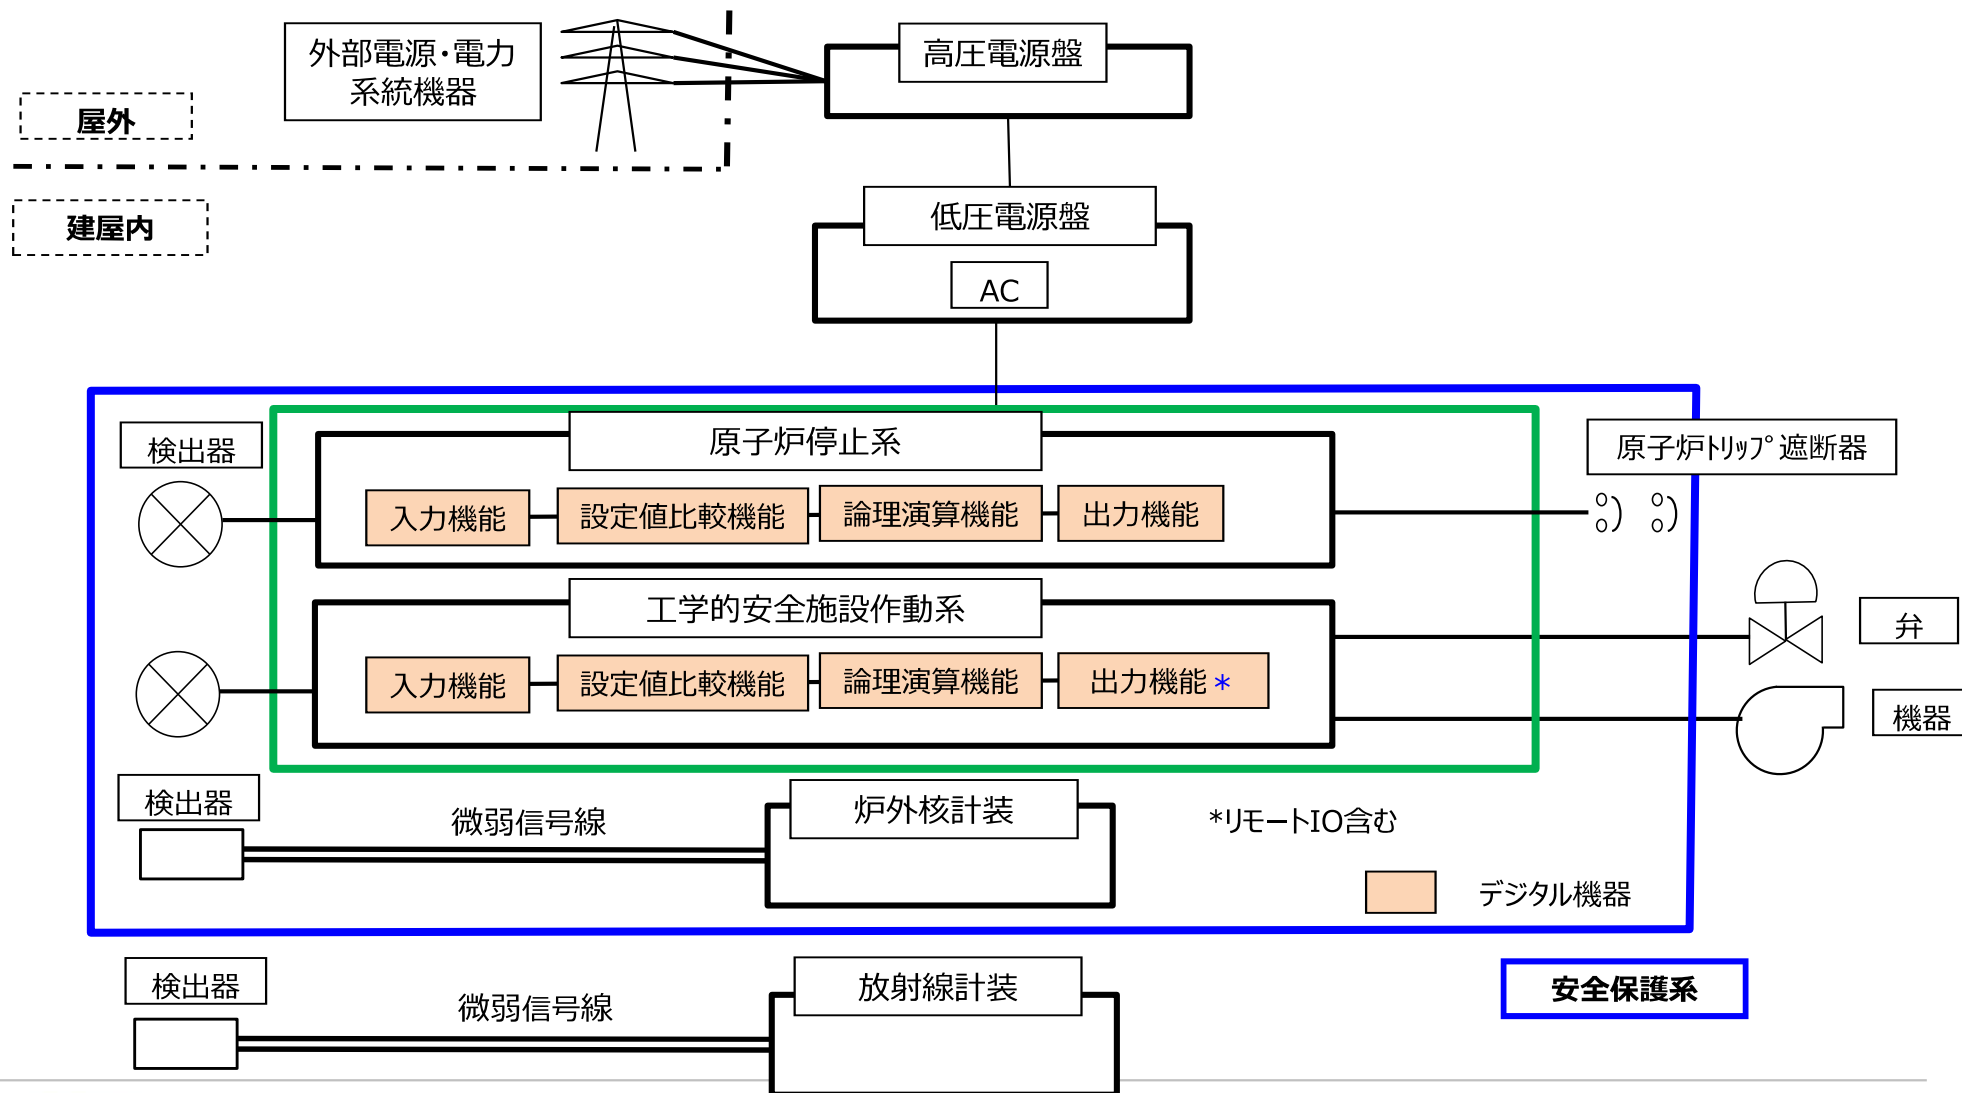 外部電源・電力
系統機器
高圧電源盤
屋外
建屋内
低圧電源盤
AC
検出器
原子炉停止系
原子炉ﾄﾘｯﾌﾟ遮断器
入力機能
設定値比較機能
論理演算機能
出力機能
工学的安全施設作動系
弁
入力機能
設定値比較機能
論理演算機能
出力機能*
機器
検出器
炉外核計装
微弱信号線
*リモートIO含む
デジタル機器
検出器
放射線計装
安全保護系
微弱信号線